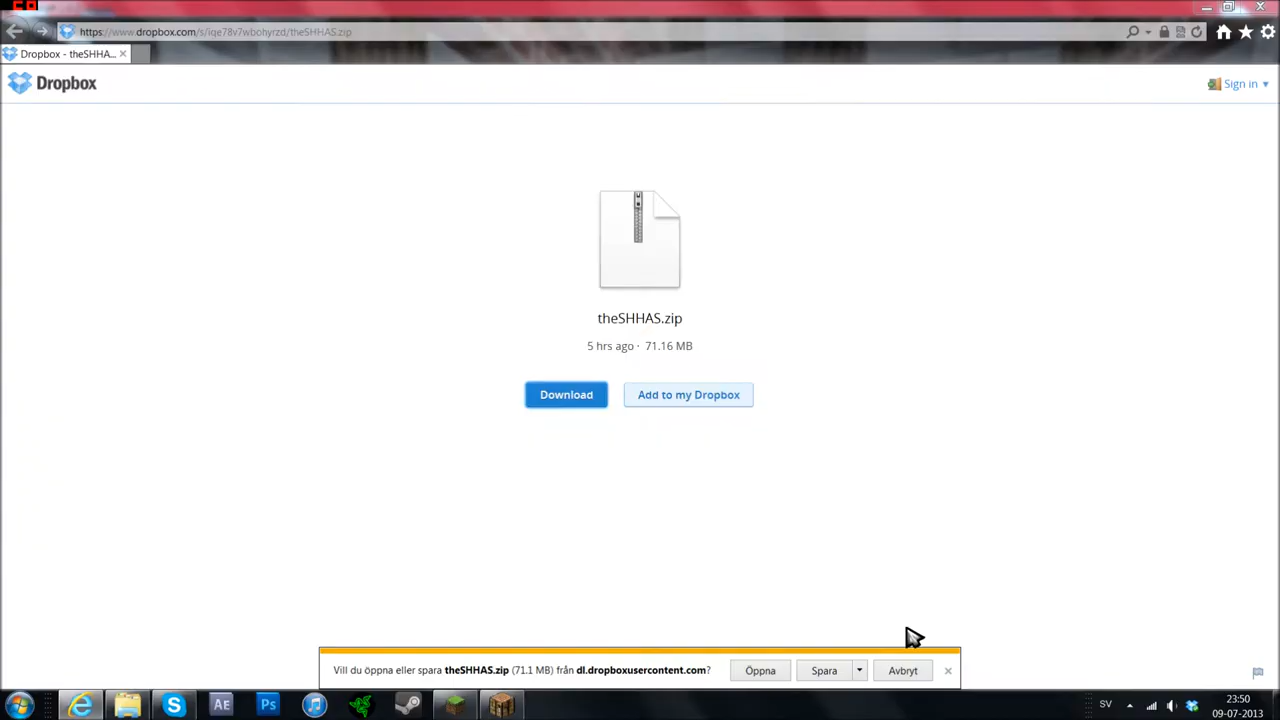 https://www.dropbox.com/s/iqe78v7wbohyrzd/theSHHAS.zip
Dropbox - theSHHA...
Dropbox
Sign in
theSHHAS.zip
5 hrs ago · 71.16 MB
Download
Add to my Dropbox
Vill du öppna eller spara theSHHAS.zip (71.1 MB) från dl.dropboxusercontent.com?
Öppna
Spara
Avbryt
AE
Ps
SV
23:50
09-07-2013